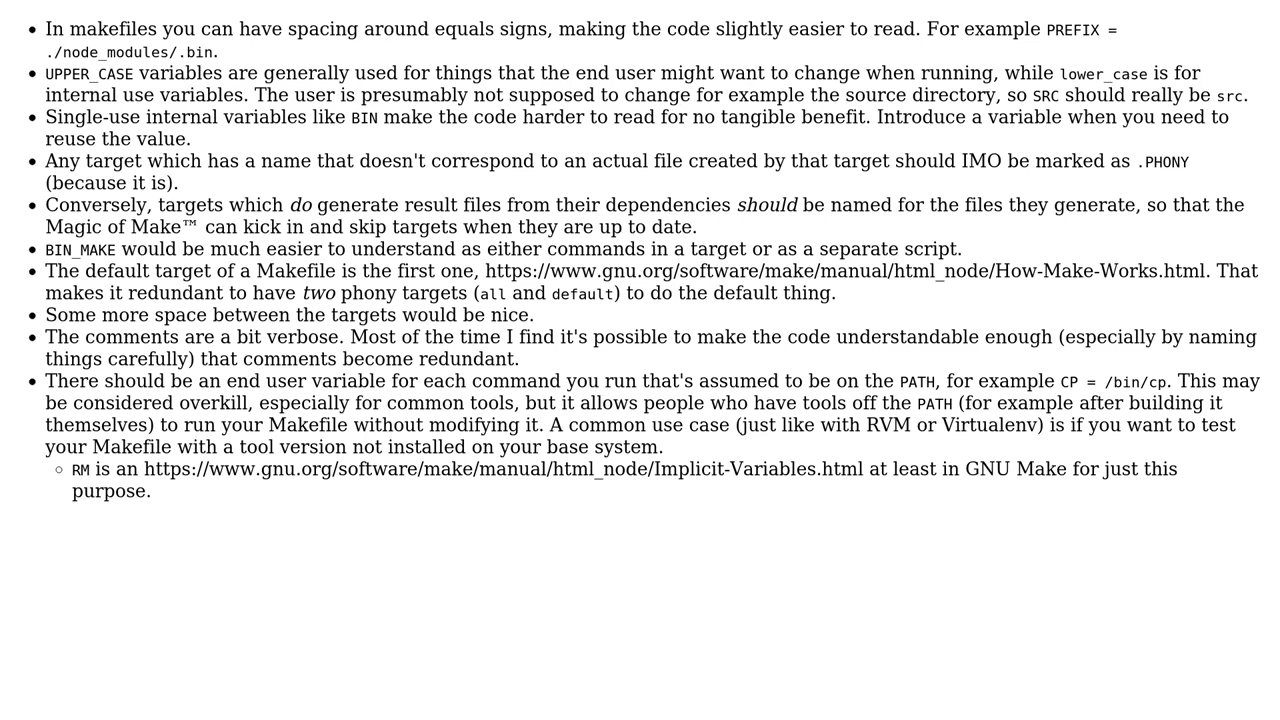 In makefiles you can have spacing around equals signs, making the code slightly easier to read. For example PREFIX =
./node_modules/.bin.
UPPER_CASE variables are generally used for things that the end user might want to change when running, while lower_case is for
internal use variables. The user is presumably not supposed to change for example the source directory, so SRC should really be src.
Single-use internal variables like BIN make the code harder to read for no tangible benefit. Introduce a variable when you need to
reuse the value.
Any target which has a name that doesn't correspond to an actual file created by that target should IMO be marked as .PHONY
(because it is).
Conversely, targets which do generate result files from their dependencies should be named for the files they generate, so that the
Magic of Make™ can kick in and skip targets when they are up to date.
BIN_MAKE would be much easier to understand as either commands in a target or as a separate script.
The default target of a Makefile is the first one, https://www.gnu.org/software/make/manual/html_node/How-Make-Works.html. That
makes it redundant to have two phony targets (all and default) to do the default thing.
Some more space between the targets would be nice.
The comments are a bit verbose. Most of the time I find it's possible to make the code understandable enough (especially by naming
things carefully) that comments become redundant.
There should be an end user variable for each command you run that's assumed to be on the PATH, for example CP = /bin/cp. This may
be considered overkill, especially for common tools, but it allows people who have tools off the PATH (for example after building it
themselves) to run your Makefile without modifying it. A common use case (just like with RVM or Virtualenv) is if you want to test
your Makefile with a tool version not installed on your base system.
RM is an https://www.gnu.org/software/make/manual/html_node/Implicit-Variables.html at least in GNU Make for just this
purpose.